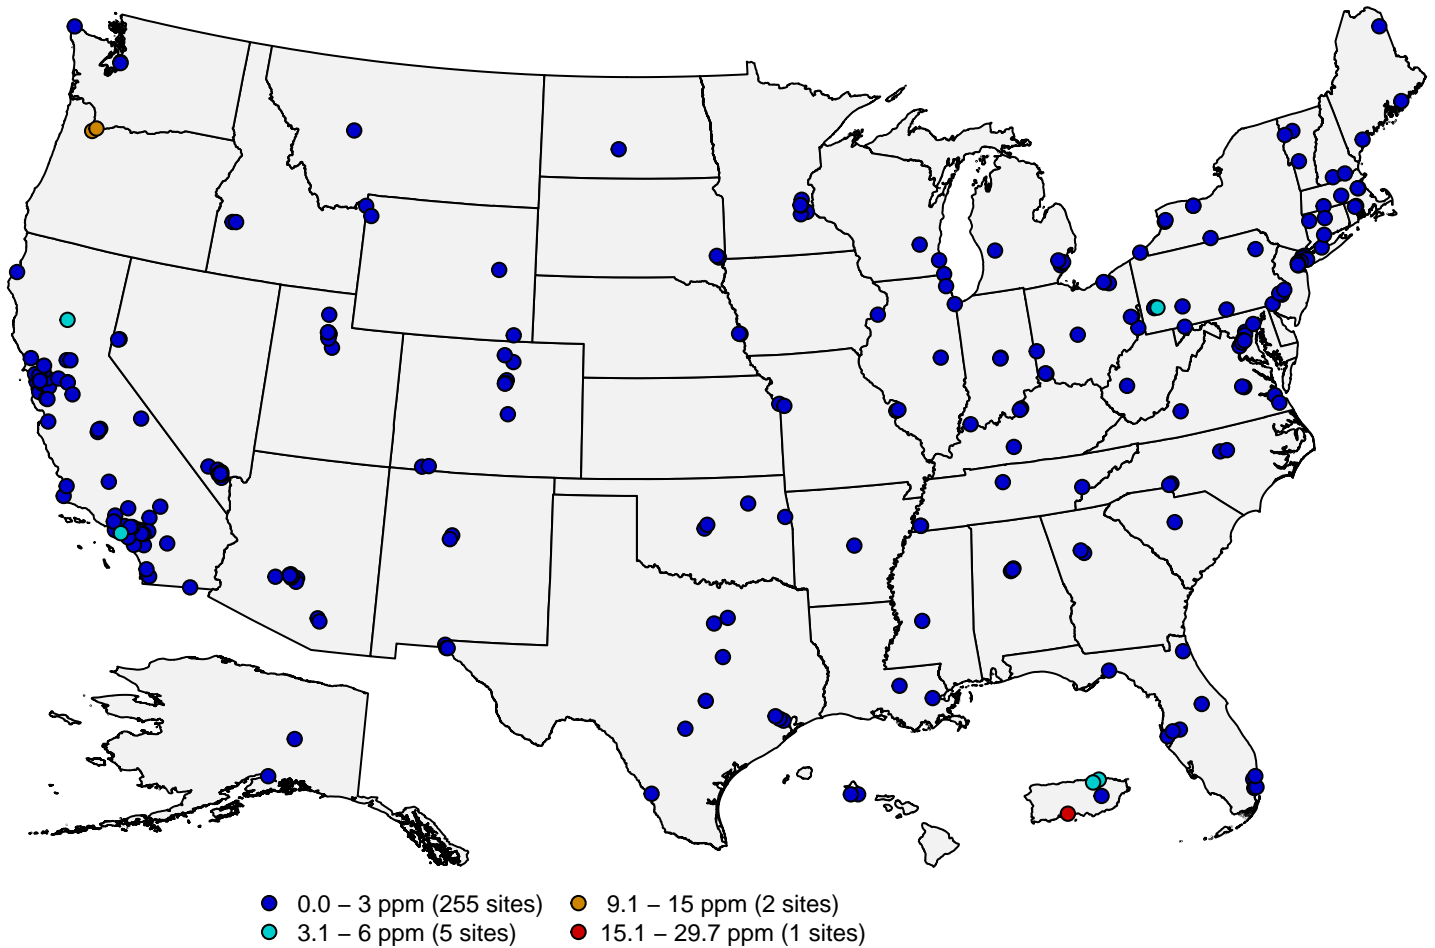 0.0 − 3 ppm (255 sites)
3.1 − 6 ppm (5 sites)
9.1 − 15 ppm (2 sites)
15.1 − 29.7 ppm (1 sites)